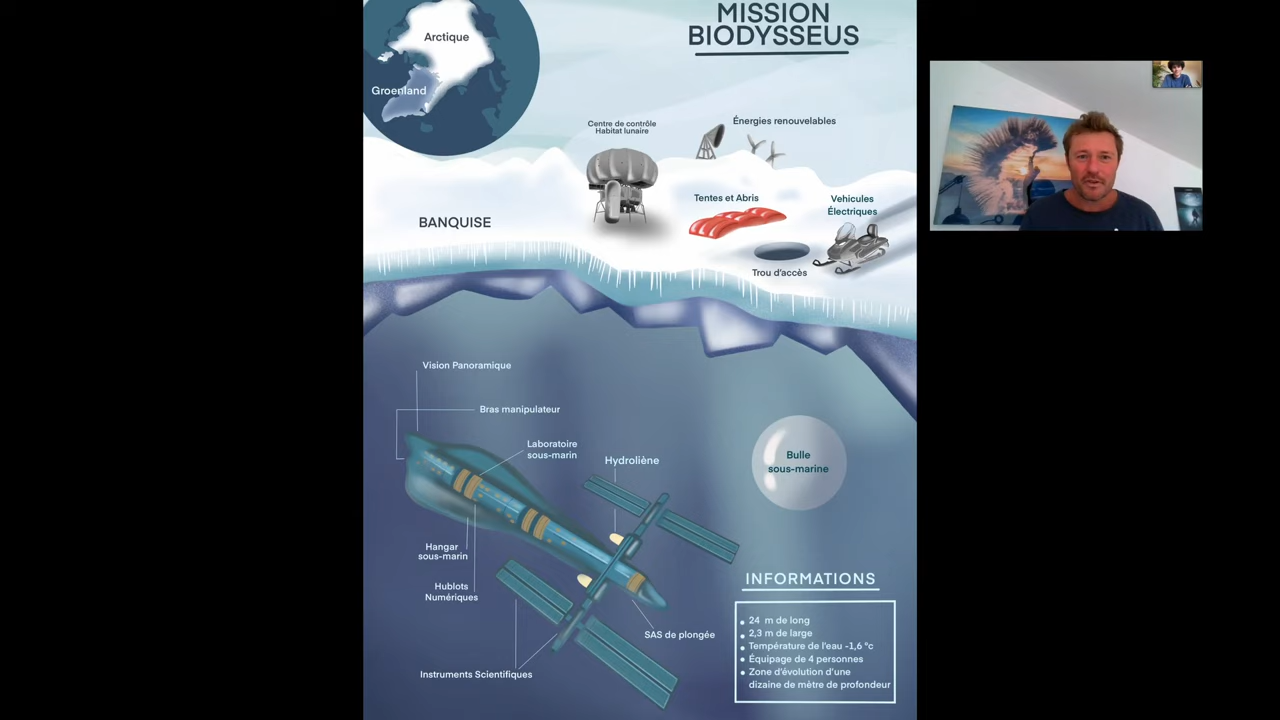 MISSION
BIODYSSEUS
Arctique
Groenland
Centre de contrôle
Habitat lunaire
Énergies renouvelables
Tentes et Abris
Vehicules
Électriques
BANQUISE
Trou d'accès
Vision Panoramique
Bras manipulateur
Laboratoire
sous-marin
Hydroliène
Bulle
sous-marine
Hangar
sous-marin
Hublots
Numériques
SAS de plongée
Instruments Scientifiques
INFORMATIONS
24 m de long
2,3 m de large
Température de l'eau -1,6 °c
Équipage de 4 personnes
Zone d'évolution d'une
dizaine de mètre de profondeur